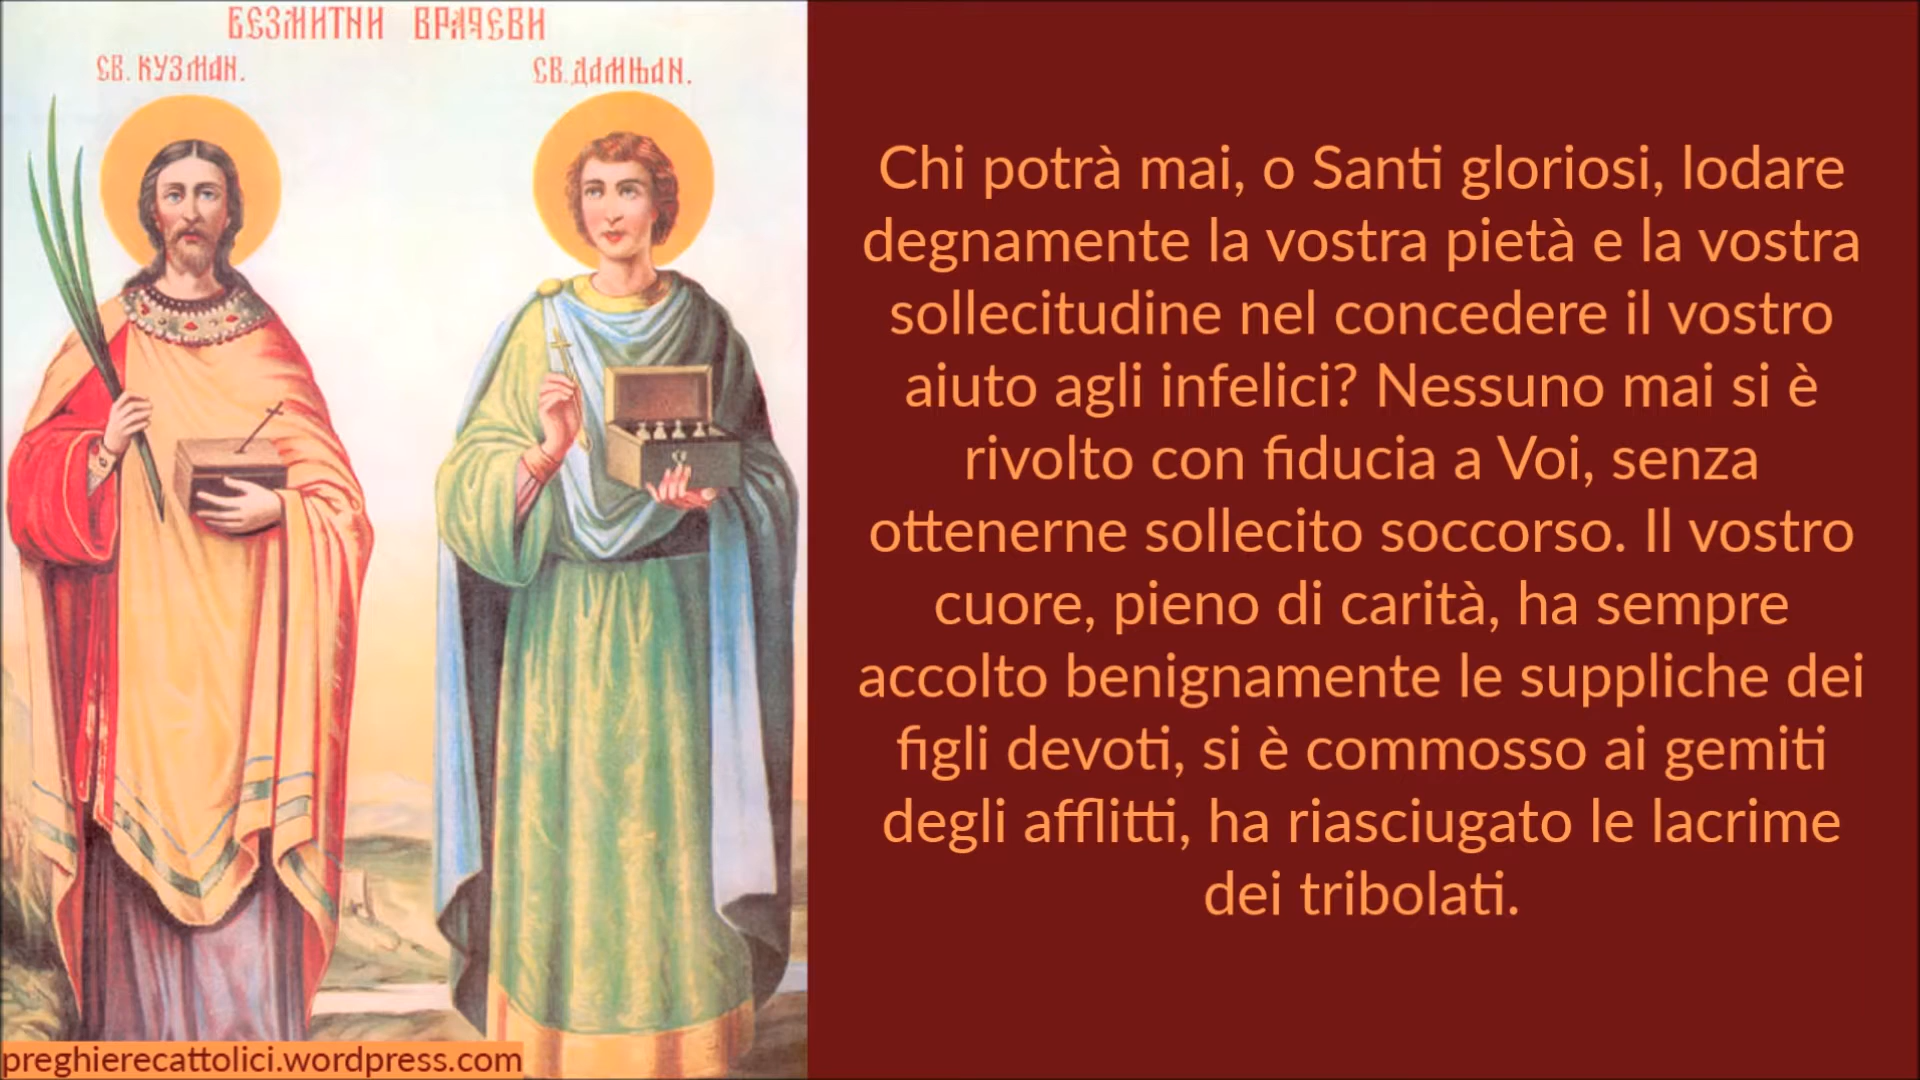 БЕЗМИТНИ ВРАЧЕВИ
СВ. КУЗМАН.
СВ. ДАМЊАН.
Chi potrà mai, o Santi gloriosi, lodare
degnamente la vostra pietà e la vostra
sollecitudine nel concedere il vostro
aiuto agli infelici? Nessuno mai si è
rivolto con fiducia a Voi, senza
ottenerne sollecito soccorso. Il vostro
cuore, pieno di carità, ha sempre
accolto benignamente le suppliche dei
figli devoti, si è commosso ai gemiti
degli afflitti, ha riasciugato le lacrime
dei tribolati.
preghierecattolici.wordpress.com